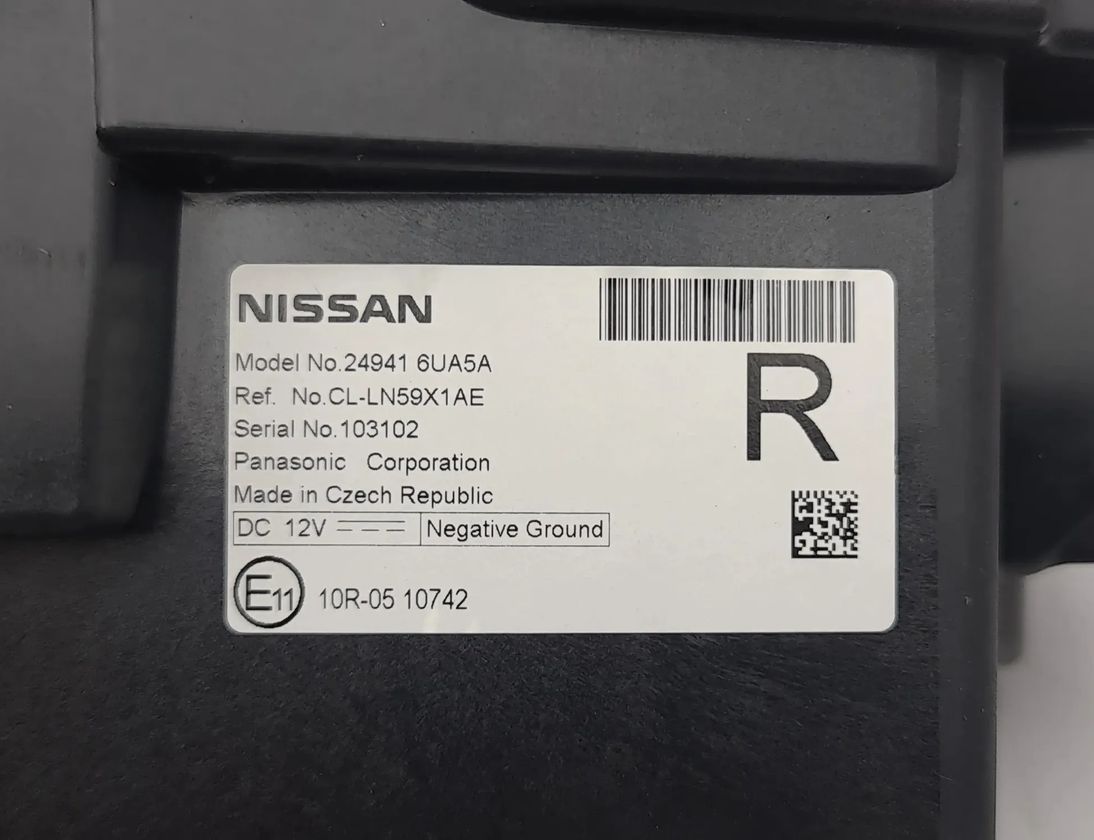 NISSAN
Model No.24941 6UA5A
Ref. No.CL-LN59X1AE
Serial No.103102
Panasonic Corporation
Made in Czech Republic
DC 12V Negative Ground
E11 10R-05 10742
R